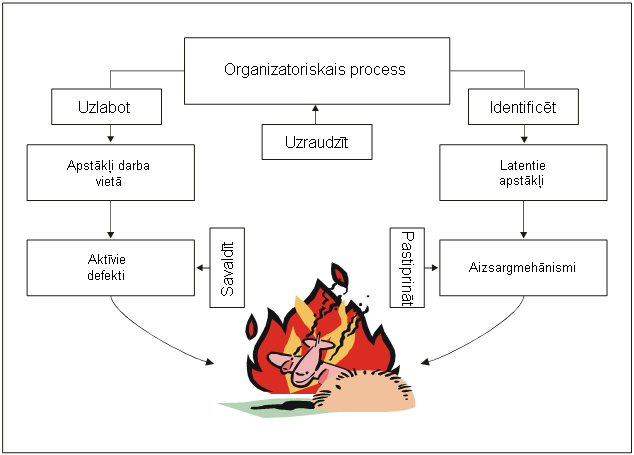 Organizatoriskais process
Uzlabot
Identificēt
Uzraudzīt
Apstākļi darba
vietā
Latentie
apstākļi
Aktīvie
defekti
Savaldīt
Pastiprināt
Aizsargmehānismi